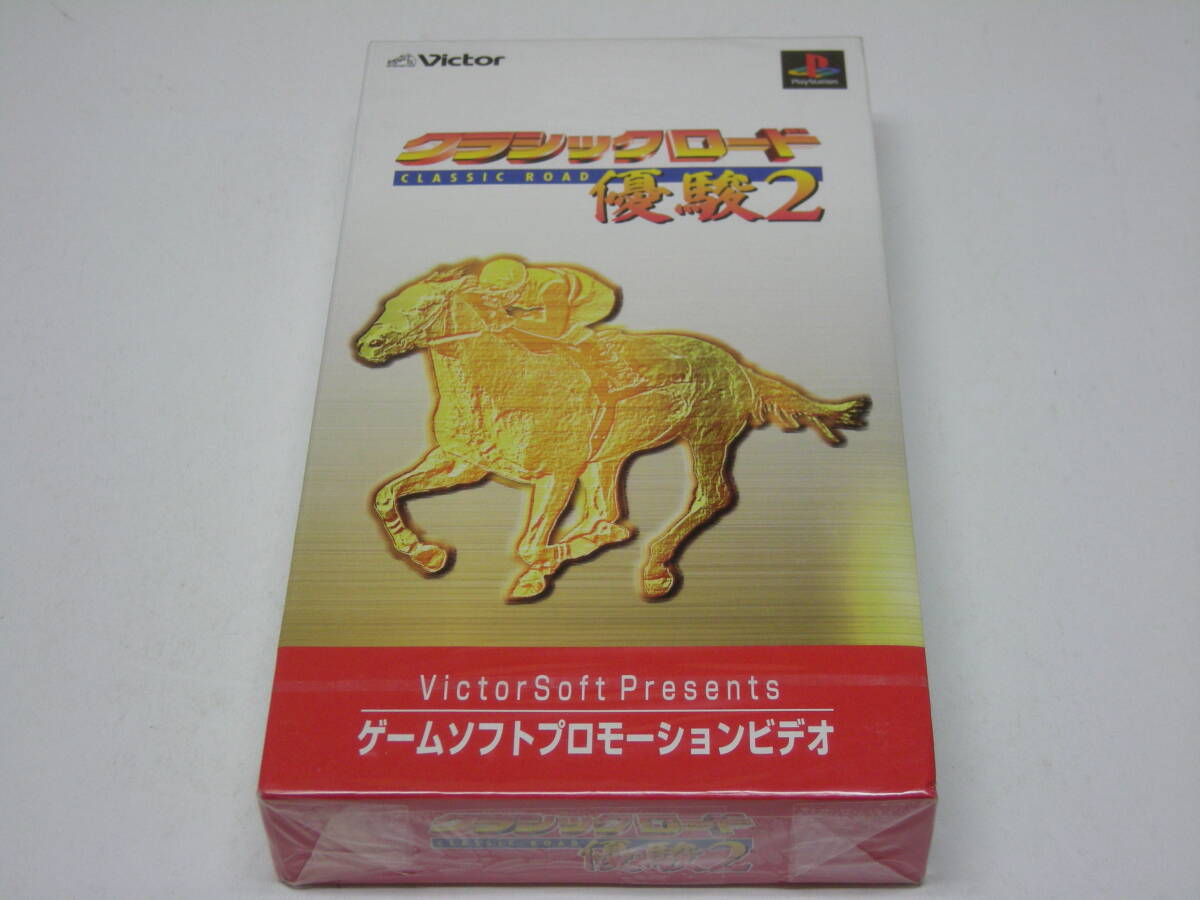 Victor
PlayStation
クラシックロード
CLASSIC ROAD
優駿2
VictorSoft Presents
ゲームソフトプロモーションビデオ
クラシックロード
CLASSIC ROAD
優駿2